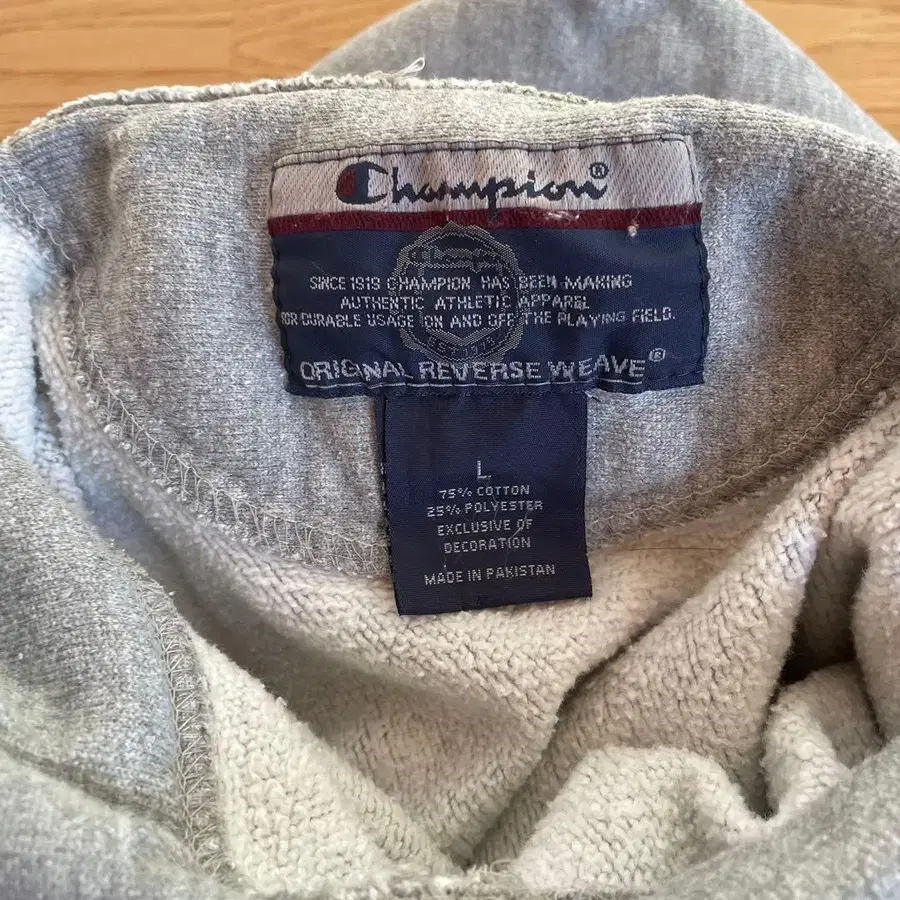 Champion®
SINCE 1919 CHAMPION HAS BEEN MAKING
AUTHENTIC ATHLETIC APPAREL
FOR DURABLE USAGE ON AND OFF THE PLAYING FIELD.
ORIGINAL REVERSE WEAVE®
L
75% COTTON
25% POLYESTER
EXCLUSIVE OF
DECORATION
MADE IN PAKISTAN